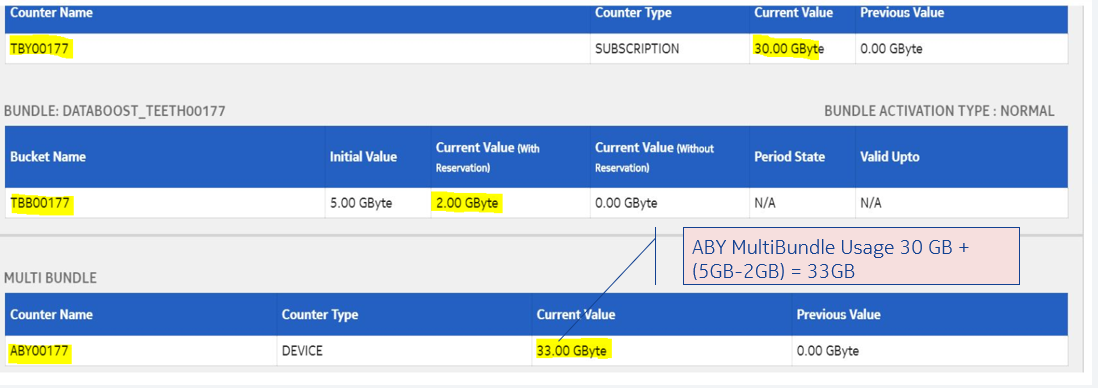 Counter Name Counter Type Current Value Previous Value
TBY00177 SUBSCRIPTION 30.00 GByte 0.00 GByte
BUNDLE: DATABOOST_TEETH00177 BUNDLE ACTIVATION TYPE : NORMAL
Bucket Name Initial Value Current Value (With Reservation) Current Value (Without Reservation) Period State Valid Upto
TBB00177 5.00 GByte 2.00 GByte 0.00 GByte N/A N/A
ABY MultiBundle Usage 30 GB +
(5GB-2GB) = 33GB
MULTI BUNDLE
Counter Name Counter Type Current Value Previous Value
ABY00177 DEVICE 33.00 GByte 0.00 GByte